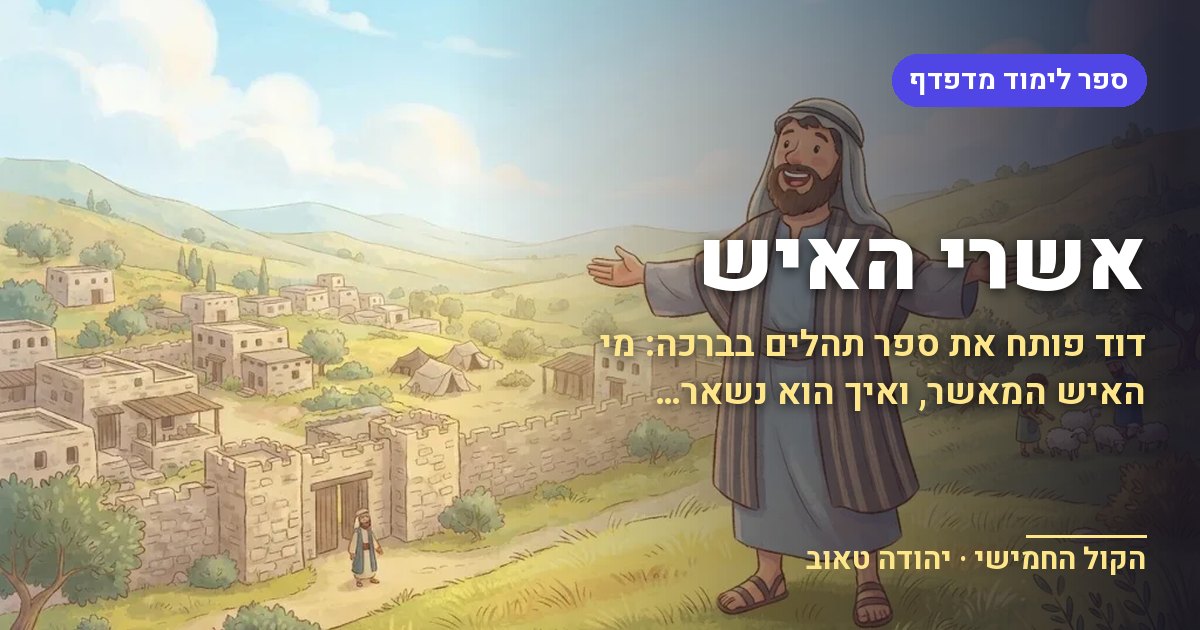 ספר לימוד מדפדף
אשרי האיש
דוד פותח את ספר תהלים בברכה: מי
האיש המאשר, ואיך הוא נשאר...
הקול החמישי · יהודה טאוב